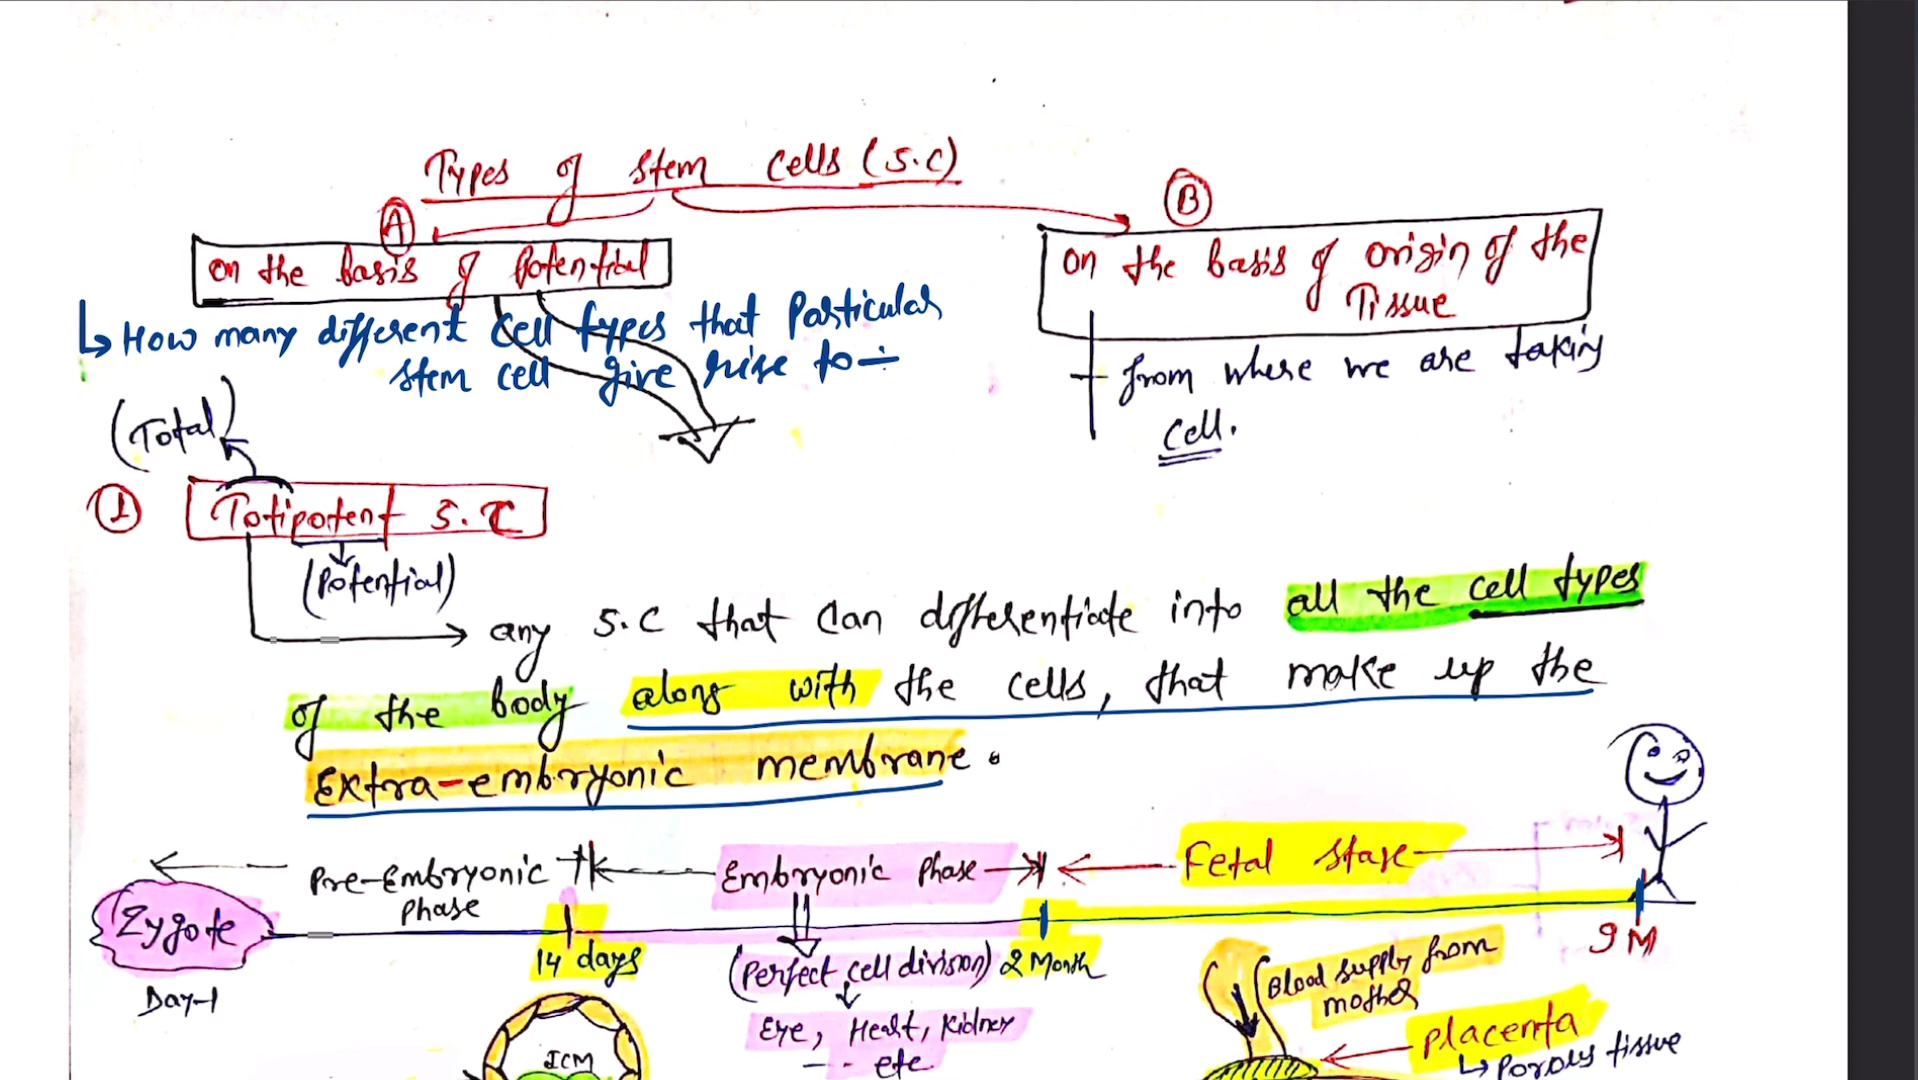 Types of stem cells (S.C)
A
B
on the basis of Potential
on the basis of origin of the
Tissue
↳ How many different cell types that Particular
stem cell give rise to ÷
from where we are taking
cell.
(Total)
1
Totipotent S.C
(Potential)
any S.C that can differentiate into all the cell types
of the body along with the cells, that make up the
Extra-embryonic membrane.
Pre-Embryonic
Phase
Embryonic Phase
Fetal stage
Zygote
Day-1
14 days
(Perfect cell division)
2 Month
9 M
Eye, Heart, Kidney
-- - etc
Blood supply from
mother
Placenta
↳ Porous tissue
ICM